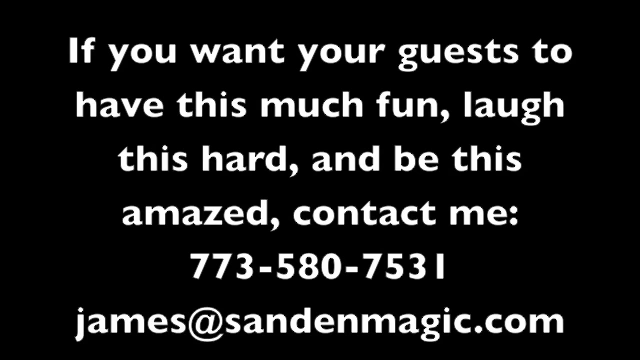 If you want your guests to
have this much fun, laugh
this hard, and be this
amazed, contact me:
773-580-7531
james@sandenmagic.com